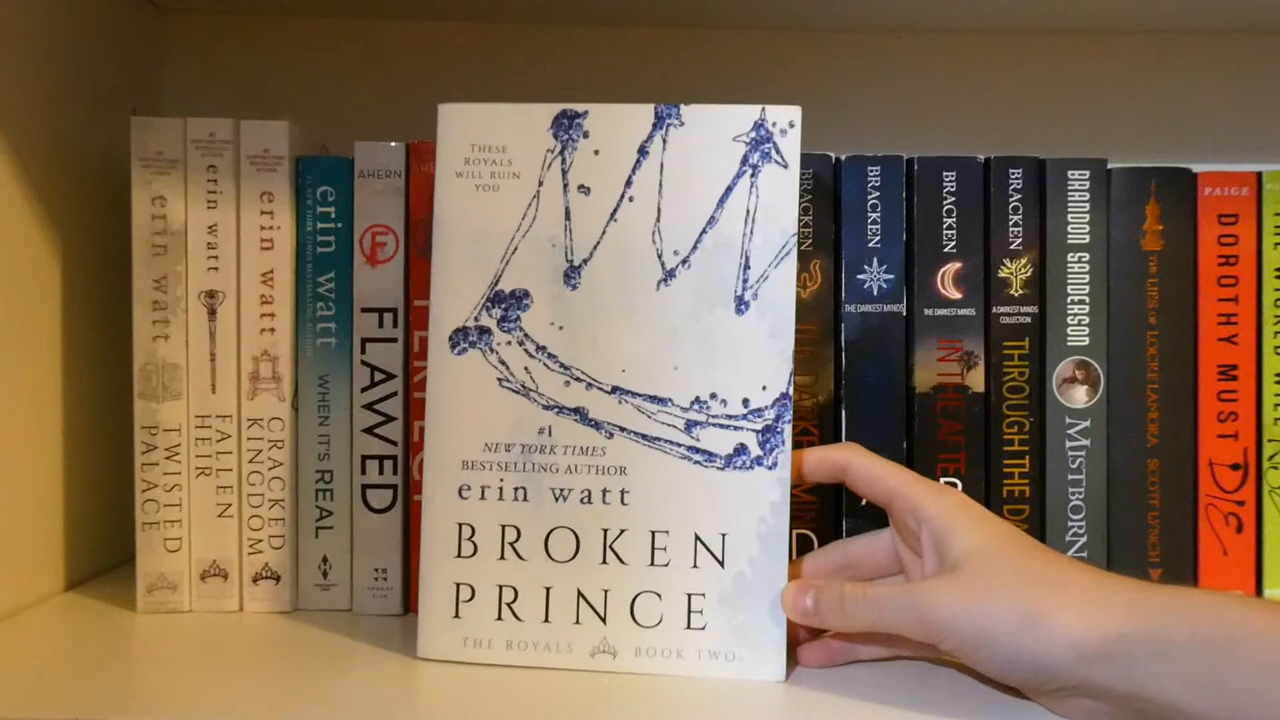 erin watt
TWISTED
PALACE
erin watt
FALLEN
HEIR
erin watt
CRACKED
KINGDOM
erin watt
WHEN IT'S REAL
AHERN
F
FLAWED
THESE
ROYALS
WILL RUIN
YOU
#1
NEW YORK TIMES
BESTSELLING AUTHOR
erin watt
BROKEN
PRINCE
THE ROYALS BOOK TWO
BRACKEN
BRACKEN
THE DARKEST MINDS
BRACKEN
THE DARKEST MINDS
IN THE AFTE
BRACKEN
A DARKEST MINDS
COLLECTION
THROUGH THE DA
BRANDON SANDERSON
MISTBORN
THE LIES OF LOCKE LAMORA SCOTT LYNCH
PAIGE
DOROTHY MUST DIE